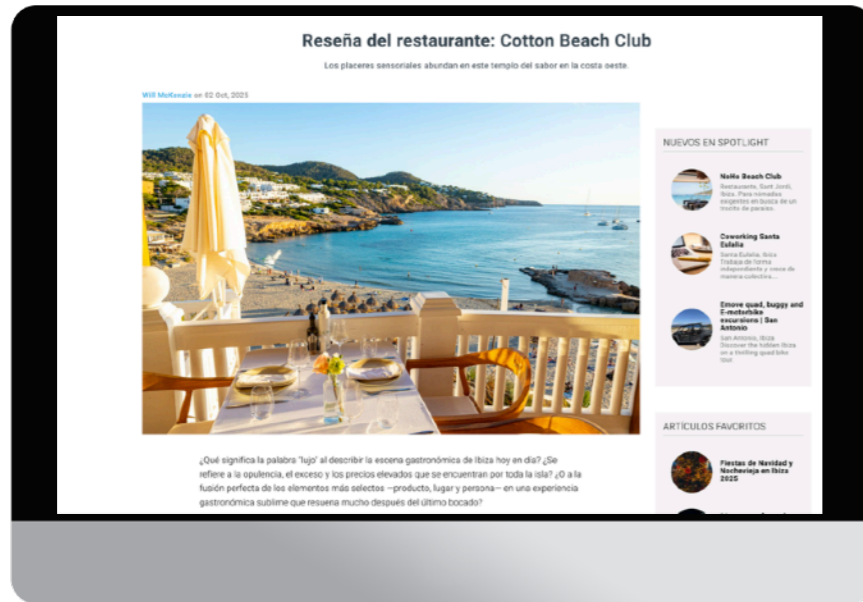 Reseña del restaurante: Cotton Beach Club
Los placeres sensoriales abundan en este templo del sabor en la costa oeste.
Will McKenzie on 02 Oct, 2025
NUEVOS EN SPOTLIGHT
NoHo Beach Club
Restaurante, Sant Jordi,
Ibiza. Para nómadas
exigentes en busca de un
trocito de paraíso.
Coworking Santa
Eulalia
Santa Eulalia, Ibiza
Trabaja de forma
independiente y crece de
manera colectiva...
Emove quad, buggy and
E-motorbike
excursions | San
Antonio
San Antonio, Ibiza
Discover the hidden Ibiza
on a thrilling quad bike
tour
ARTÍCULOS FAVORITOS
Fiestas de Navidad y
Nochevieja en Ibiza
2025
¿Qué significa la palabra "lujo" al describir la escena gastronómica de Ibiza hoy en día? ¿Se
refiere a la opulencia, el exceso y los precios elevados que se encuentran por toda la isla? ¿O a la
fusión perfecta de los elementos más selectos —producto, lugar y persona— en una experiencia
gastronómica sublime que resuena mucho después del último bocado?